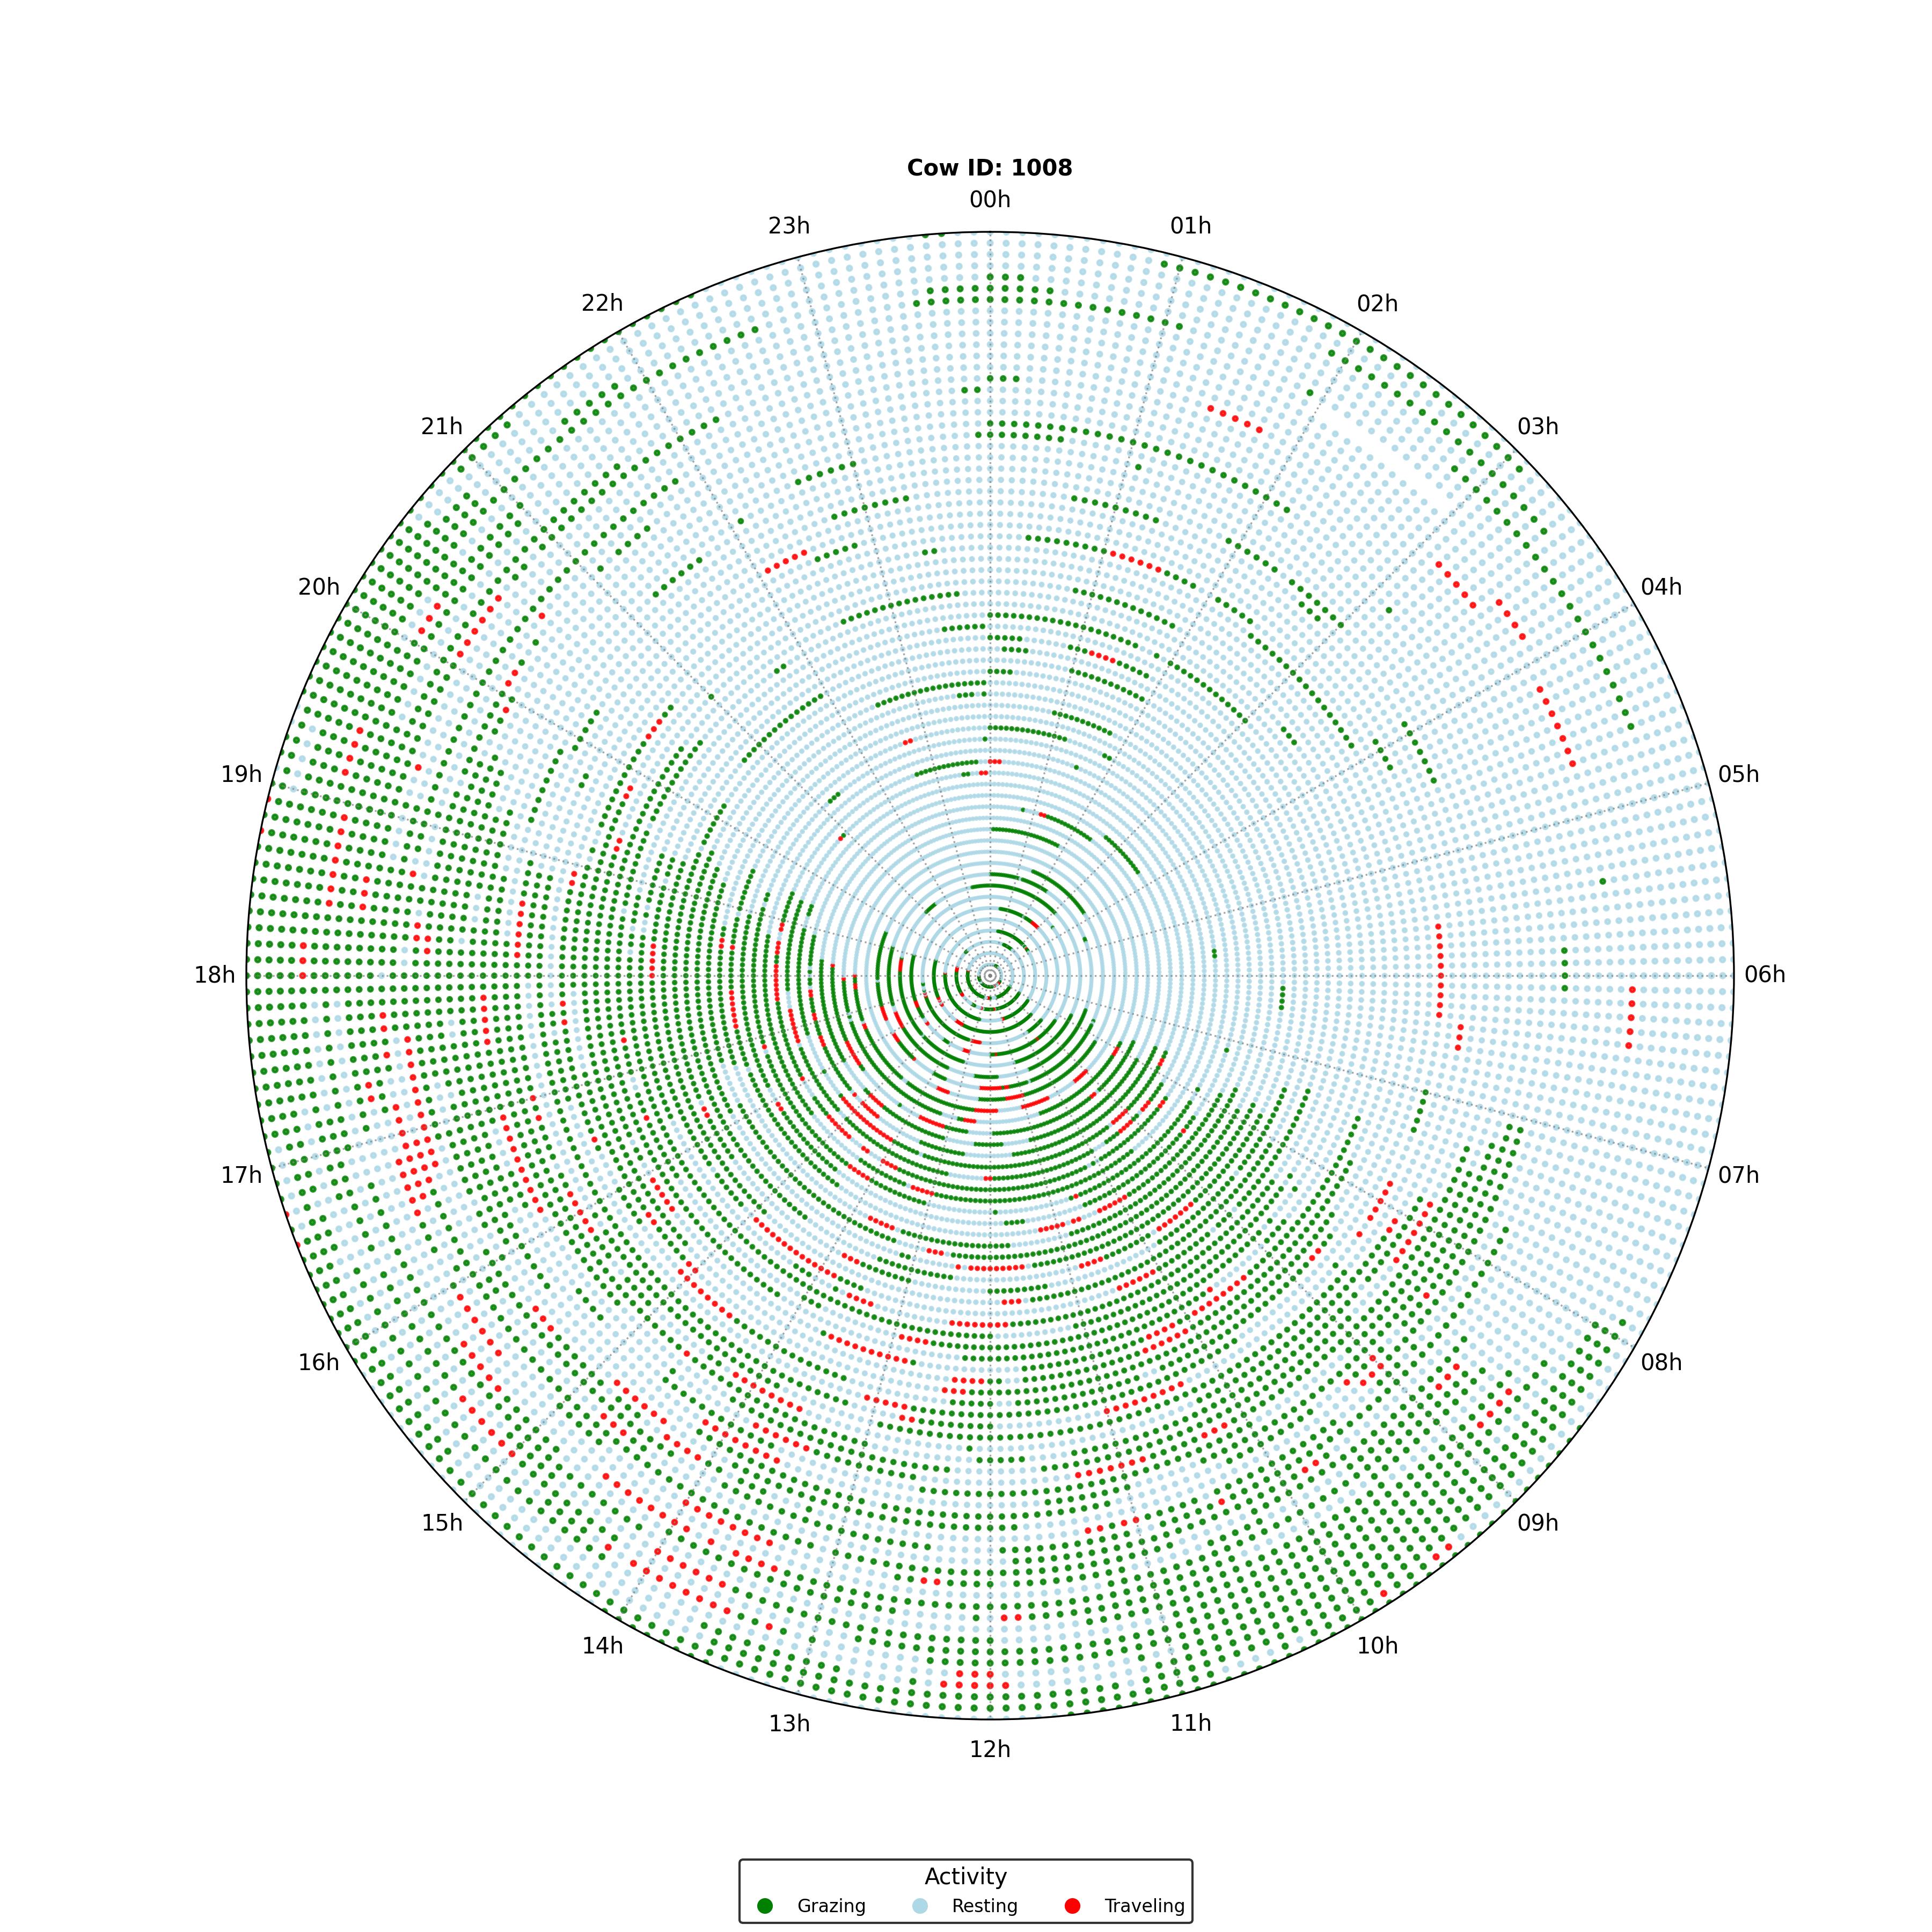 Cow ID: 1008
00h
23h
01h
22h
02h
21h
03h
20h
04h
19h
05h
18h
06h
17h
07h
16h
08h
15h
09h
14h
10h
13h
11h
12h
Activity
Grazing Resting Traveling